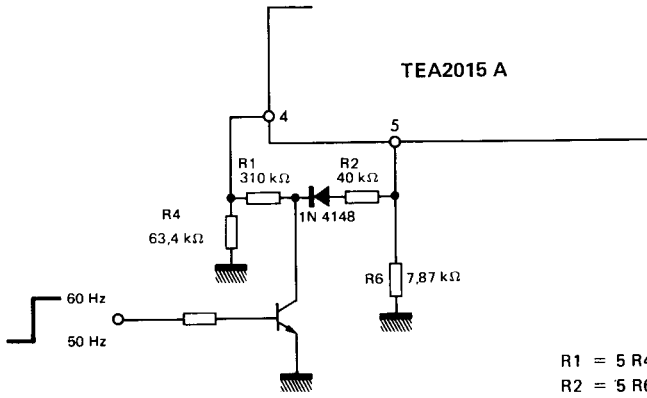 TEA2015 A
4
5
R1
310 kΩ
R2
40 kΩ
1N 4148
R4
63,4 kΩ
R6 7,87 kΩ
60 Hz
50 Hz
R1 = 5 R4
R2 = 5 R6